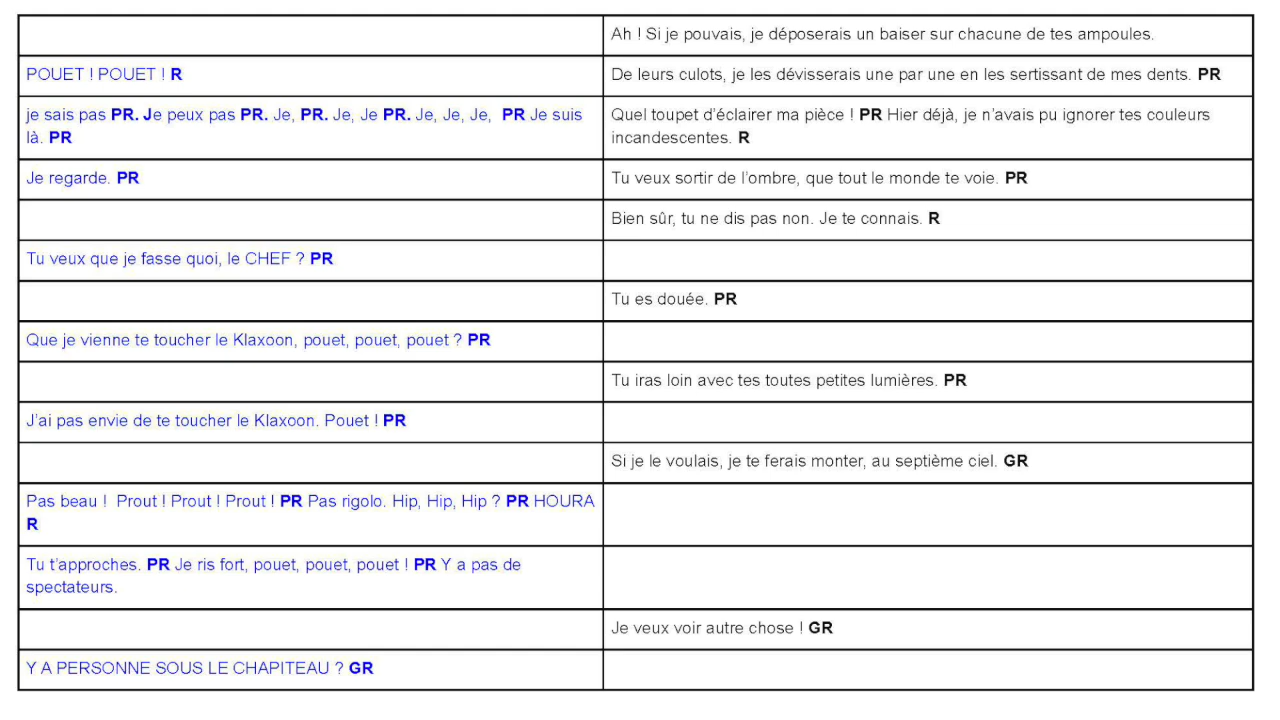 Ah ! Si je pouvais, je déposerais un baiser sur chacune de tes ampoules.
POUET ! POUET ! R
De leurs culots, je les dévisserais une par une en les sertissant de mes dents. PR
je sais pas PR. Je peux pas PR. Je, PR. Je, Je PR. Je, Je, Je, PR Je suis
là. PR
Quel toupet d’éclairer ma pièce ! PR Hier déjà, je n’avais pu ignorer tes couleurs
incandescentes. R
Je regarde. PR
Tu veux sortir de l’ombre, que tout le monde te voie. PR
Bien sûr, tu ne dis pas non. Je te connais. R
Tu veux que je fasse quoi, le CHEF ? PR
Tu es douée. PR
Que je vienne te toucher le Klaxoon, pouet, pouet, pouet ? PR
Tu iras loin avec tes toutes petites lumières. PR
J’ai pas envie de te toucher le Klaxoon. Pouet ! PR
Si je le voulais, je te ferais monter, au septième ciel. GR
Pas beau ! Prout ! Prout ! Prout ! PR Pas rigolo. Hip, Hip, Hip ? PR HOURA
R
Tu t’approches. PR Je ris fort, pouet, pouet, pouet ! PR Y a pas de
spectateurs.
Je veux voir autre chose ! GR
Y A PERSONNE SOUS LE CHAPITEAU ? GR